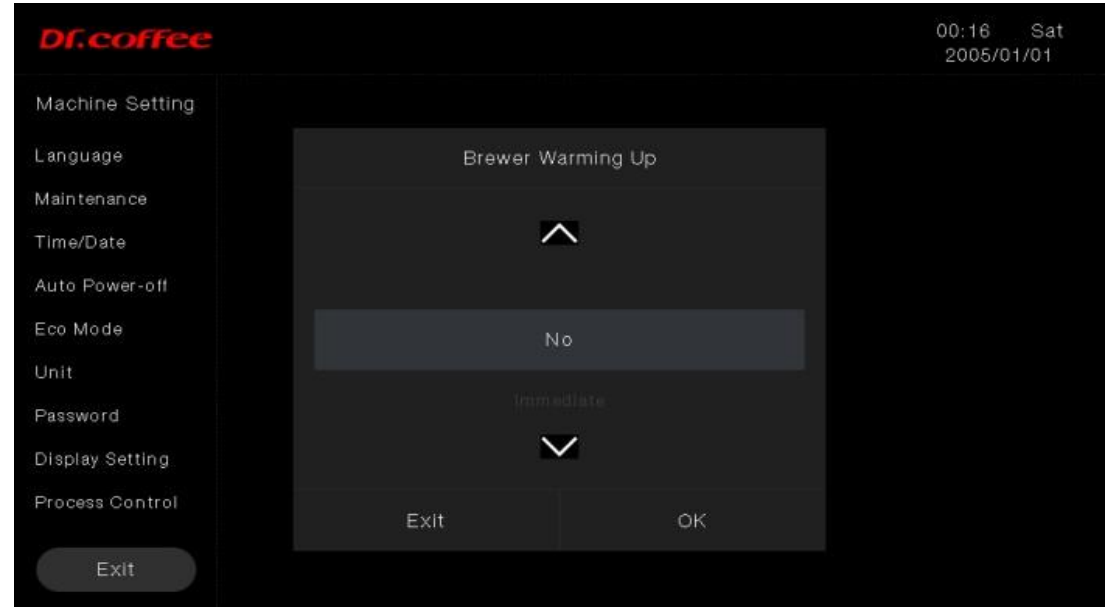 Dr.coffee
00:16 Sat
2005/01/01
Machine Setting
Language
Maintenance
Time/Date
Auto Power-off
Eco Mode
Unit
Password
Display Setting
Process Control
Exit
Brewer Warming Up
No
Immediate
Exit OK